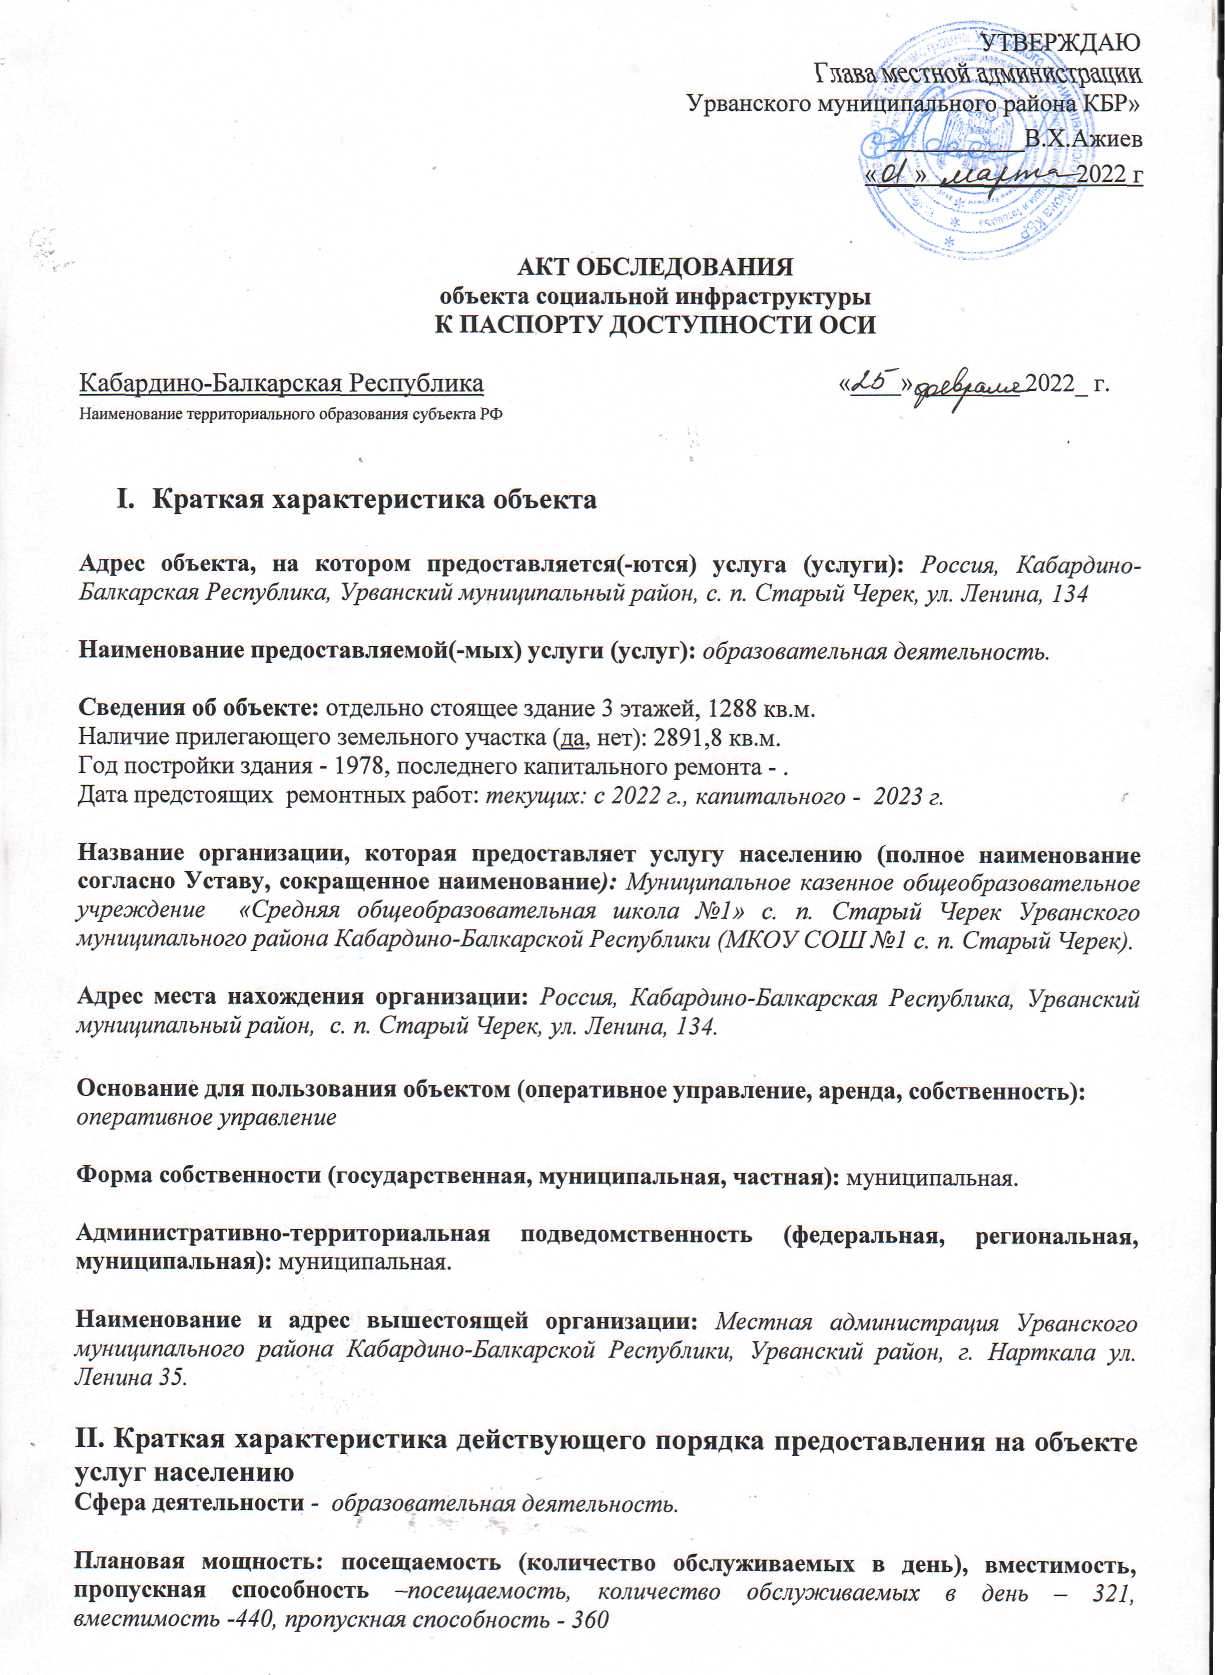 УТВЕРЖДАЮ
Глава местной администрации
Урванского муниципального района КБР»
___________В.Х.Ажиев
«01» марта 2022 г
АКТ ОБСЛЕДОВАНИЯ
объекта социальной инфраструктуры
К ПАСПОРТУ ДОСТУПНОСТИ ОСИ
Кабардино-Балкарская Республика «25» февраля 2022_ г.
Наименование территориального образования субъекта РФ
I. Краткая характеристика объекта
Адрес объекта, на котором предоставляется(-ются) услуга (услуги): Россия, Кабардино-
Балкарская Республика, Урванский муниципальный район, с. п. Старый Черек, ул. Ленина, 134
Наименование предоставляемой(-мых) услуги (услуг): образовательная деятельность.
Сведения об объекте: отдельно стоящее здание 3 этажей, 1288 кв.м.
Наличие прилегающего земельного участка (да, нет): 2891,8 кв.м.
Год постройки здания - 1978, последнего капитального ремонта - .
Дата предстоящих ремонтных работ: текущих: с 2022 г., капитального - 2023 г.
Название организации, которая предоставляет услугу населению (полное наименование
согласно Уставу, сокращенное наименование): Муниципальное казенное общеобразовательное
учреждение «Средняя общеобразовательная школа №1» с. п. Старый Черек Урванского
муниципального района Кабардино-Балкарской Республики (МКОУ СОШ №1 с. п. Старый Черек).
Адрес места нахождения организации: Россия, Кабардино-Балкарская Республика, Урванский
муниципальный район, с. п. Старый Черек, ул. Ленина, 134.
Основание для пользования объектом (оперативное управление, аренда, собственность):
оперативное управление
Форма собственности (государственная, муниципальная, частная): муниципальная.
Административно-территориальная подведомственность (федеральная, региональная,
муниципальная): муниципальная.
Наименование и адрес вышестоящей организации: Местная администрация Урванского
муниципального района Кабардино-Балкарской Республики, Урванский район, г. Нарткала ул.
Ленина 35.
II. Краткая характеристика действующего порядка предоставления на объекте
услуг населению
Сфера деятельности - образовательная деятельность.
Плановая мощность: посещаемость (количество обслуживаемых в день), вместимость,
пропускная способность –посещаемость, количество обслуживаемых в день – 321,
вместимость -440, пропускная способность - 360